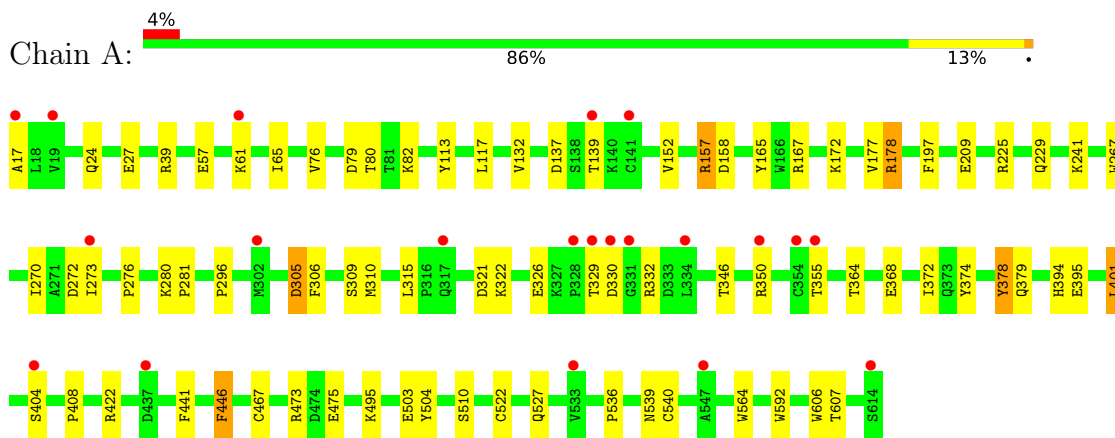 4%
Chain A:
86% 13% •
A17 L18 V19 Q24 E27 R39 E57 K61 I65 V76 D79 T80 T81 K82 Y113 L117 V132 D137 S138 T139 K140 C141 V152 R157 D158 Y165 W166 R167 K172 V177 R178 F197 E209 R225 Q229 K241
I270 A271 D272 I273 P276 K280 P281 P296 M302 D305 F306 S309 M310 L315 P316 Q317 D321 K322 E326 K327 P328 T329 D330 G331 R332 D333 L334 T346 R350 C354 T355 T364 E368 I372 Q373 Y374 Y378 Q379 H394 E395
S404 P408 R422 D437 F441 F446 C467 R473 D474 E475 K495 E503 Y504 S510 C522 Q527 V533 P536 N539 C540 A547 W564 W592 W606 T607 S614